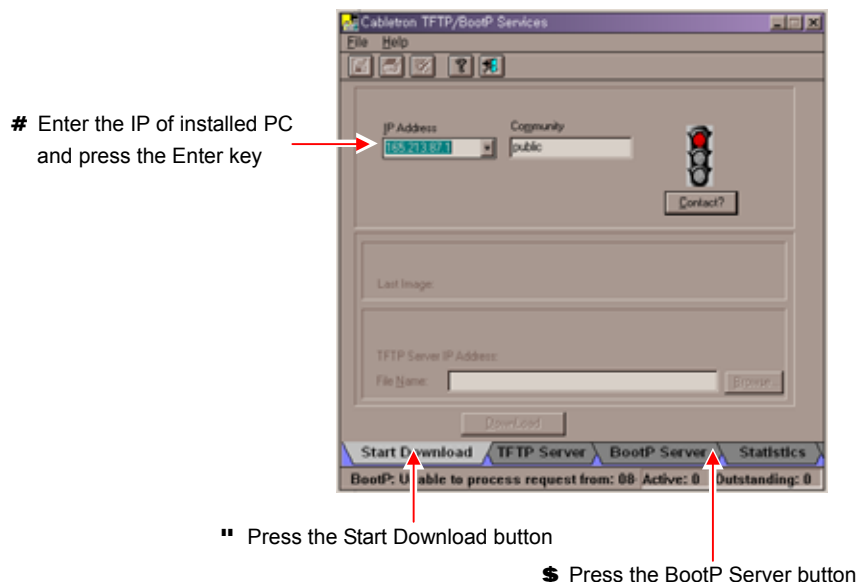 Cabletron TFTP/BootP Services
File Help
# Enter the IP of installed PC
and press the Enter key
IP Address
Community
165.213.87.1
public
Contact?
Last Image:
TFTP Server IP Address:
File Name:
Browse...
Download
Start Download TFTP Server BootP Server Statistics
BootP: Unable to process request from: 08- Active: 0 Outstanding: 0
" Press the Start Download button
$ Press the BootP Server button